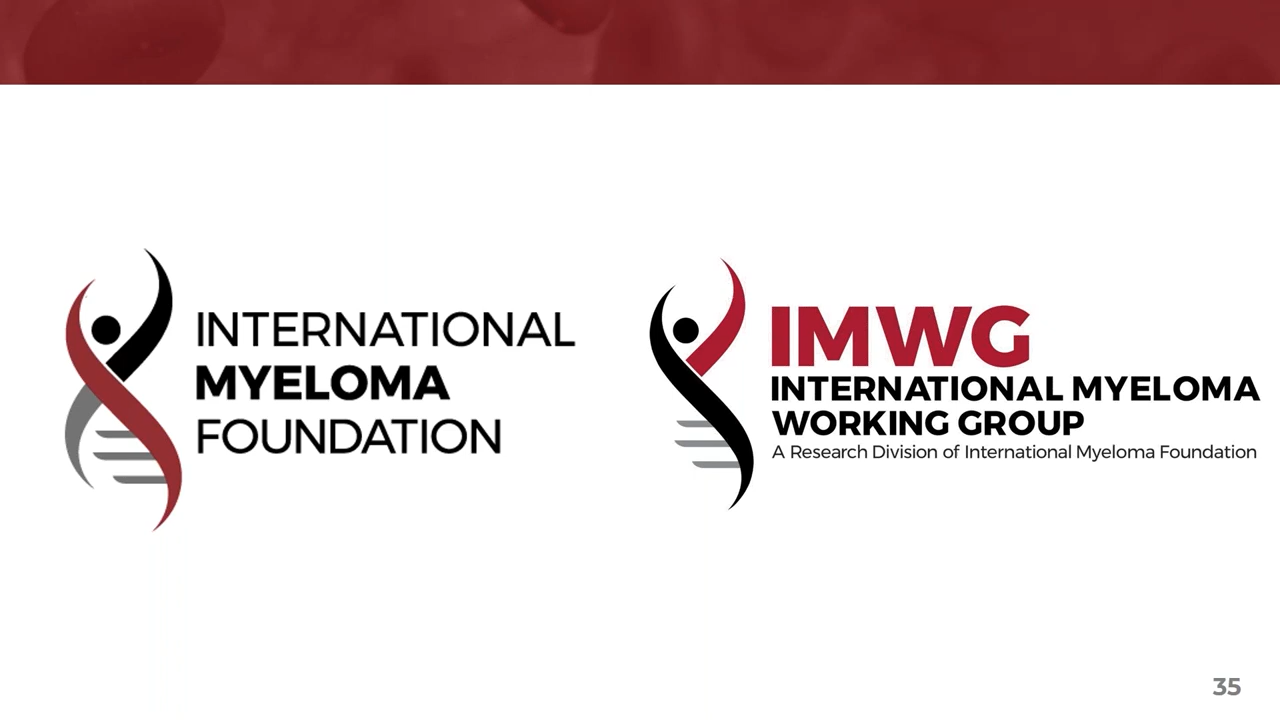 INTERNATIONAL
MYELOMA
FOUNDATION
IMWG
INTERNATIONAL MYELOMA
WORKING GROUP
A Research Division of International Myeloma Foundation
35